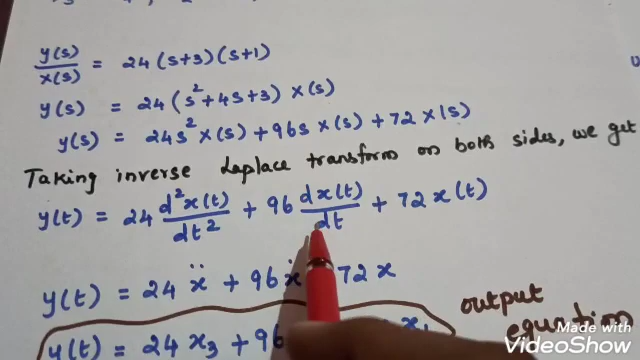 y(s)/x(s) = 24(s+3)(s+1)
y(s) = 24(s²+4s+3) x(s)
y(s) = 24s² x(s) + 96s x(s) + 72 x(s)
Taking inverse Laplace transform on both sides, we get
y(t) = 24 d²x(t)/dt² + 96 dx(t)/dt + 72 x(t)
y(t) = 24 ẍ + 96 ẋ 72 x
output
equation
y(t) = 24 x₃ + 96 x₁
Made with
VideoShow